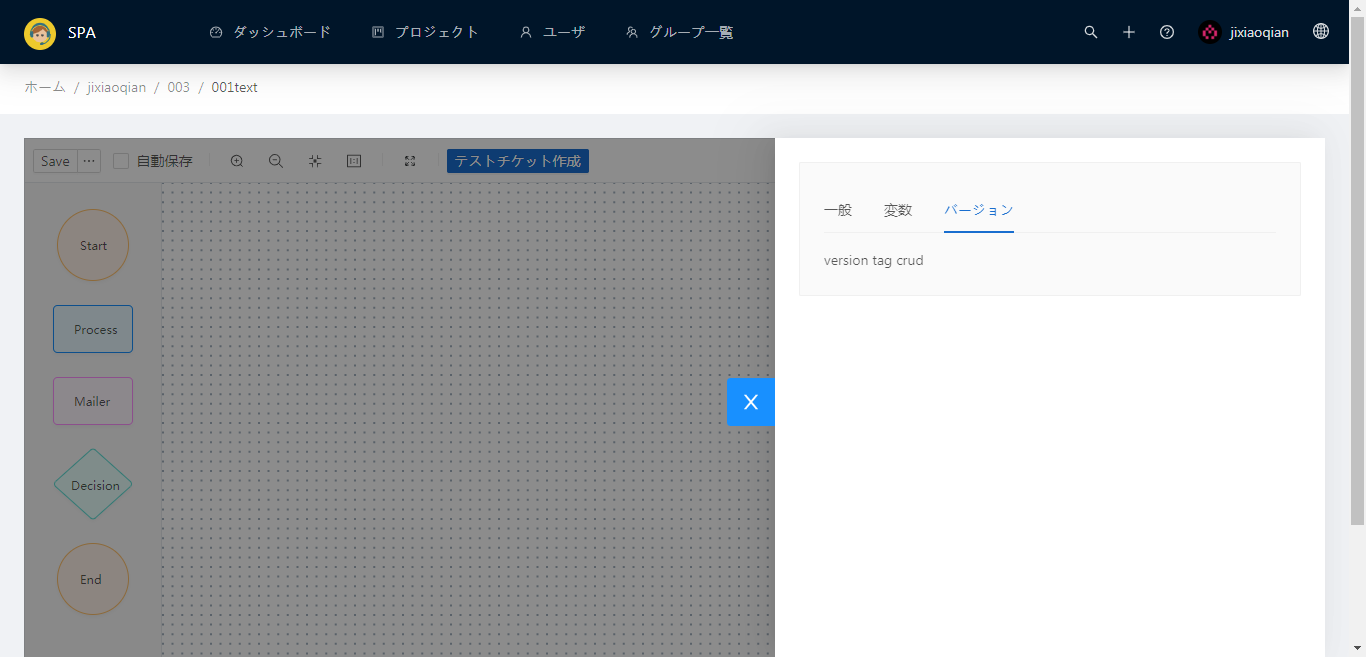 SPA ダッシュボード プロジェクト ユーザ グループ一覧 jixiaoqian
ホーム / jixiaoqian / 003 / 001text
Save ··· 自動保存 テストチケット作成
一般 変数 バージョン
version tag crud
Start
Process
Mailer
Decision
End